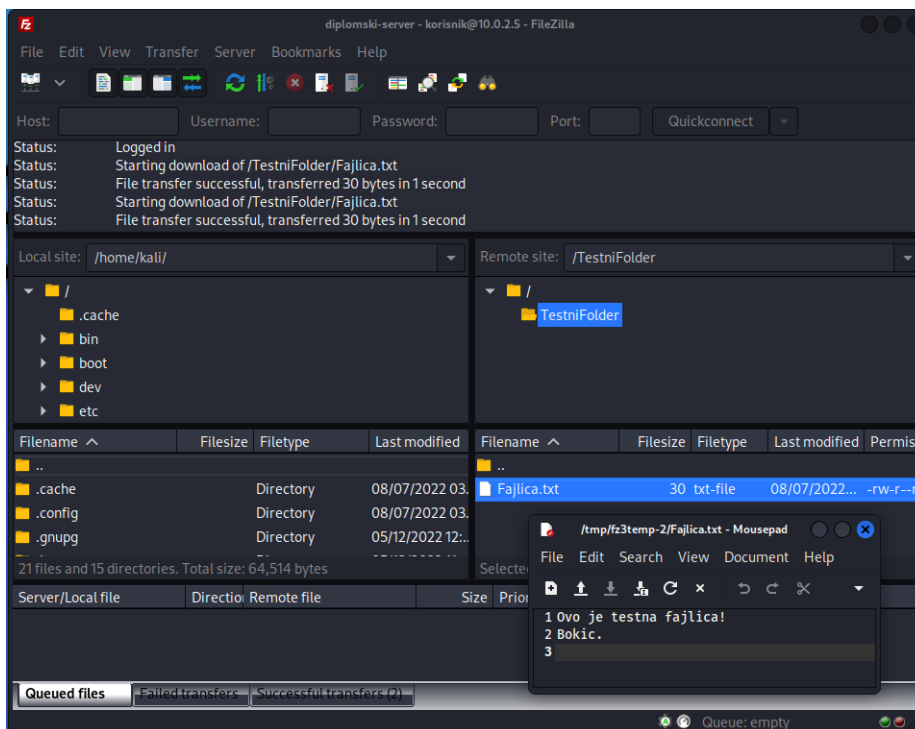 diplomski-server - korisnik@10.0.2.5 - FileZilla
File Edit View Transfer Server Bookmarks Help
Host: Username: Password: Port: Quickconnect
Status: Logged in
Status: Starting download of /TestniFolder/Fajlica.txt
Status: File transfer successful, transferred 30 bytes in 1 second
Status: Starting download of /TestniFolder/Fajlica.txt
Status: File transfer successful, transferred 30 bytes in 1 second
Local site: /home/kali/
/
.cache
bin
boot
dev
etc
Remote site: /TestniFolder
/
TestniFolder
Filename Filesize Filetype Last modified
..
.cache Directory 08/07/2022 03.
.config Directory 08/07/2022 03.
.gnupg Directory 05/12/2022 12:..
21 files and 15 directories. Total size: 64,514 bytes
Filename Filesize Filetype Last modified Permis
..
Fajlica.txt 30 txt-file 08/07/2022... -rw-r--r
Selected
/tmp/fz3temp-2/Fajlica.txt - Mousepad
File Edit Search View Document Help
1 Ovo je testna fajlica!
2 Bokic.
3
Server/Local file Direction Remote file Size Prior
Queued files Failed transfers Successful transfers (2)
Queue: empty